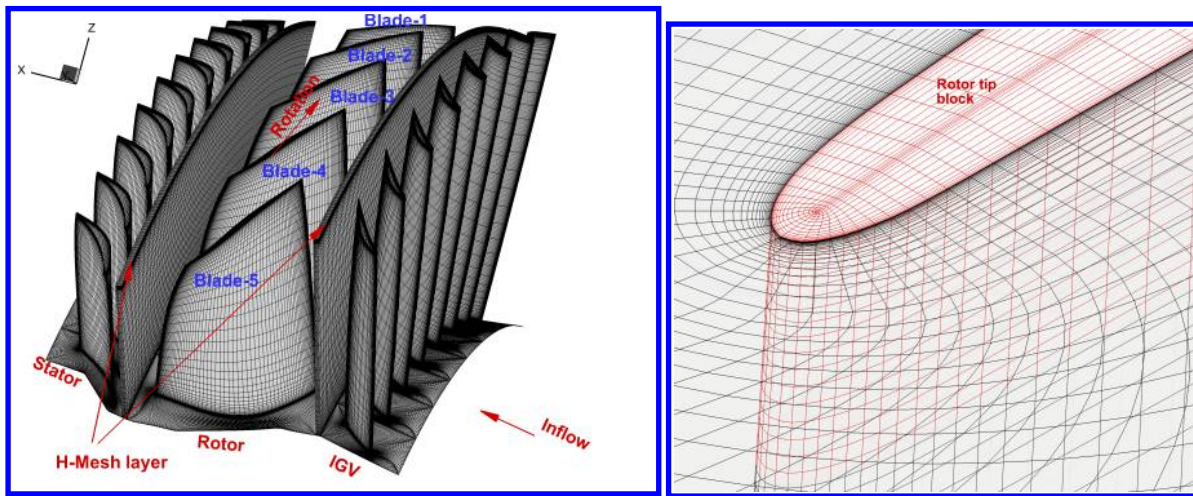 Blade-1
Z
X
Blade-2
Rotation
Blade-3
Blade-4
Blade-5
Stator
Rotor
Inflow
H-Mesh layer
IGV
Rotor tip
block